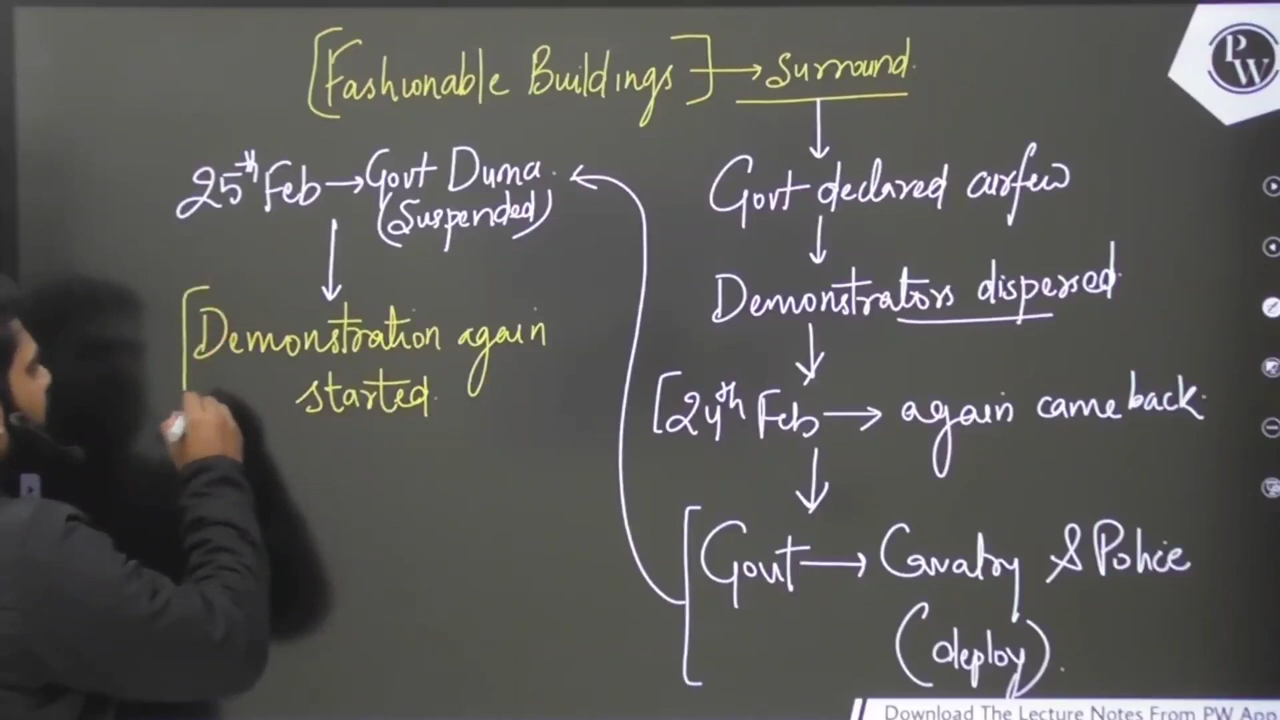 [Fashionable Buildings] → Surround.
Govt declared curfew
Demonstrators dispersed.
[24th Feb → again came back.
Govt → Cavalry & Police
(deploy).
25th Feb → Govt Duma.
(Suspended)
[Demonstration again
started.
PW
Download The Lecture Notes From PW App